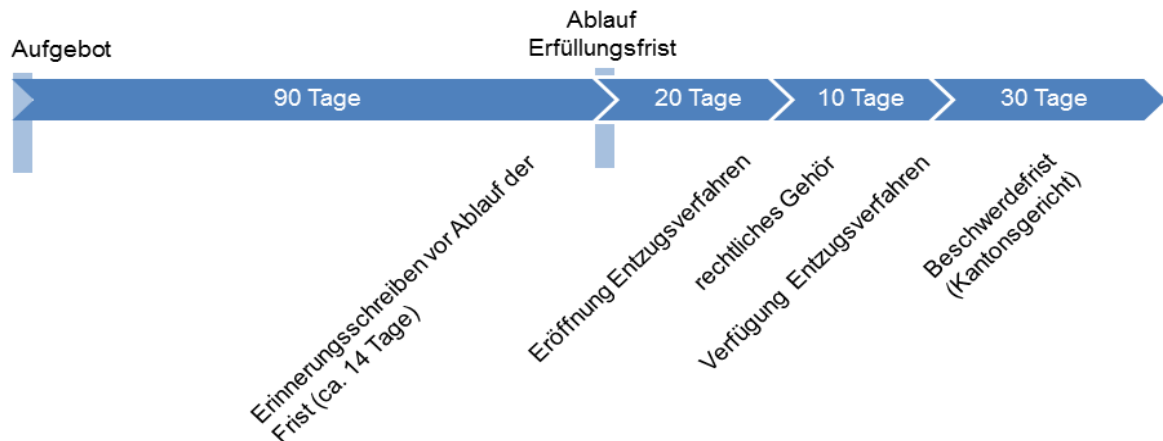 Aufgebot
Ablauf
Erfüllungsfrist
90 Tage
20 Tage
10 Tage
30 Tage
Erinnerungsschreiben vor Ablauf der
Frist (ca. 14 Tage)
Eröffnung Entzugsverfahren
rechtliches Gehör
Verfügung Entzugsverfahren
Beschwerdefrist
(Kantonsgericht)